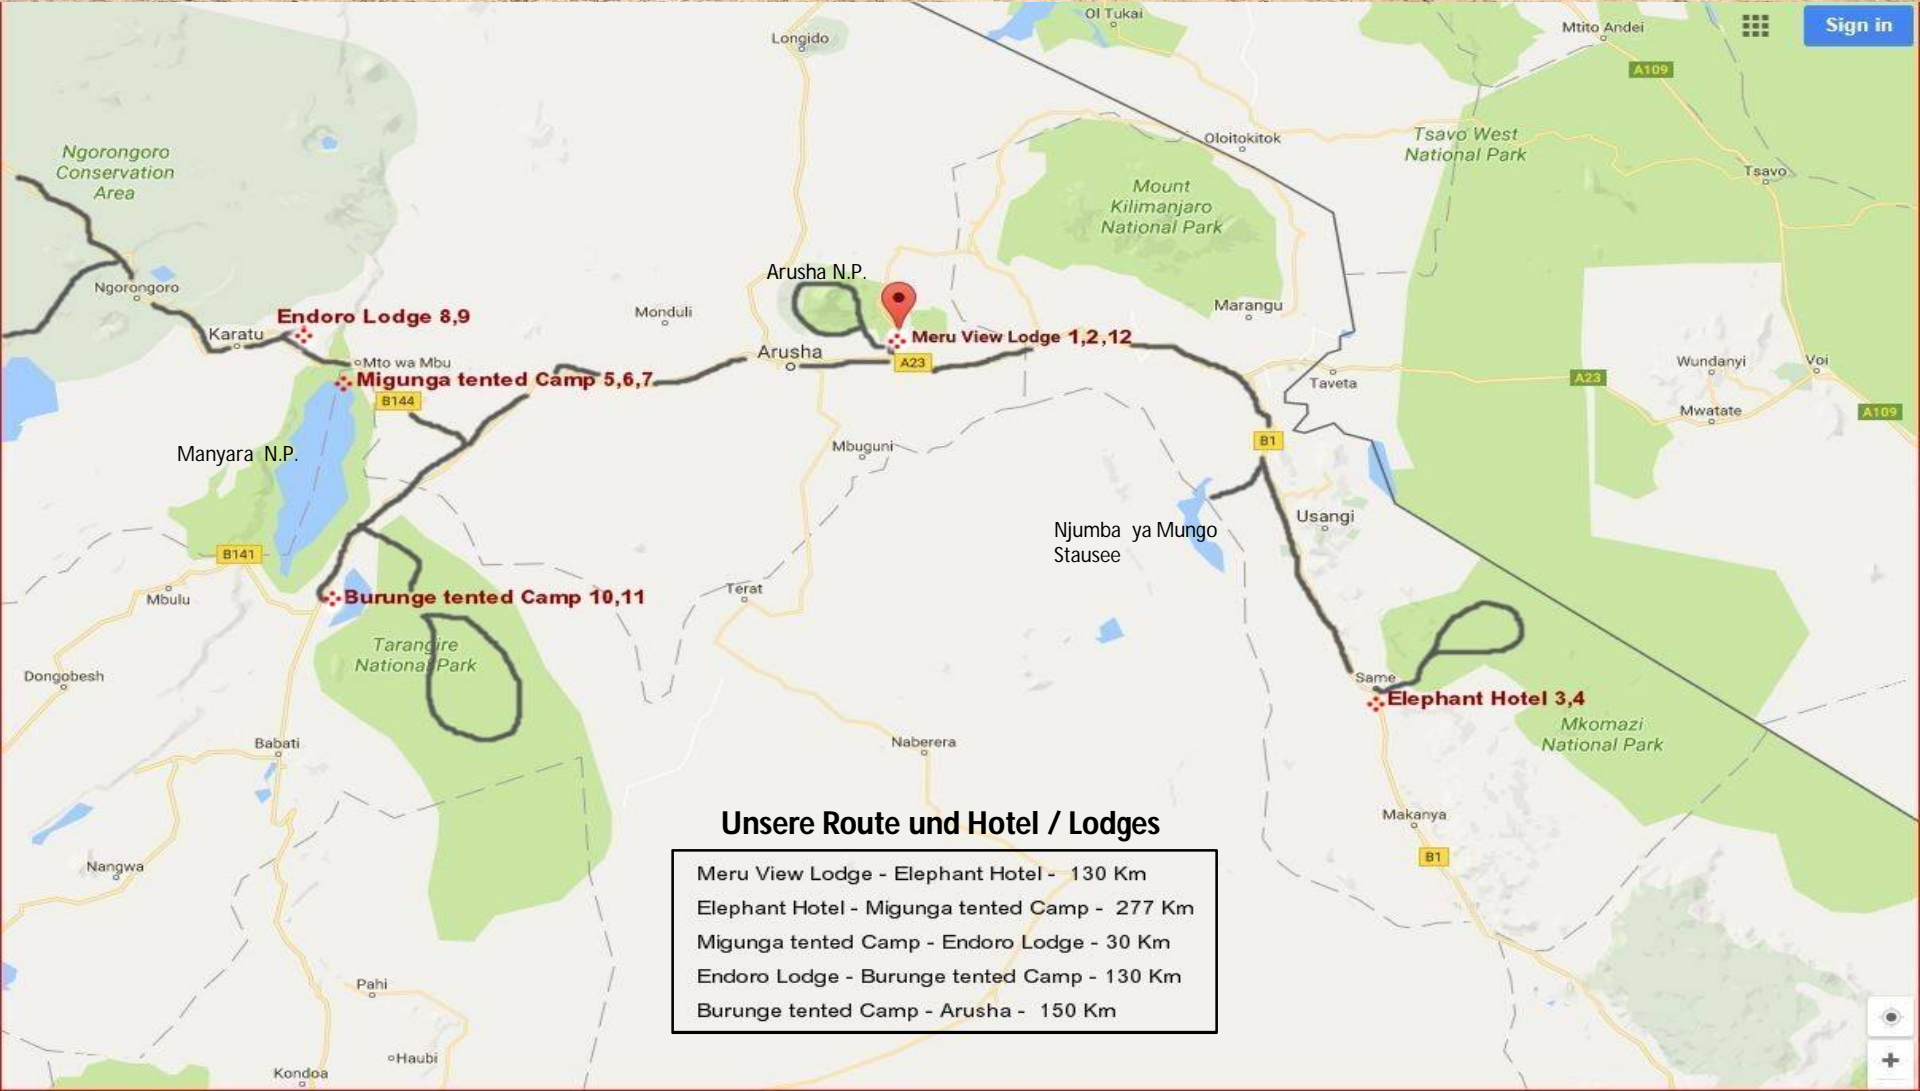 Ol Tukai
Longido
Mtito Andei
Sign in
A109
Ngorongoro
Conservation
Area
Oloitokitok
Tsavo West
National Park
Tsavo
Mount
Kilimanjaro
National Park
Arusha N.P.
Ngorongoro
Monduli
Marangu
Endoro Lodge 8,9
Karatu
Meru View Lodge 1,2,12
Arusha
A23
Mto wa Mbu
Migunga tented Camp 5,6,7
B144
Taveta
A23
Wundanyi
Voi
Mwatate
A109
B1
Manyara N.P.
Mbuguni
Usangi
Njumba ya Mungo
Stausee
B141
Mbulu
Burunge tented Camp 10,11
Terat
Tarangire
National Park
Dongobesh
Same
Elephant Hotel 3,4
Mkomazi
National Park
Babati
Naberera
Makanya
B1
Nangwa
Unsere Route und Hotel / Lodges
Meru View Lodge - Elephant Hotel - 130 Km
Elephant Hotel - Migunga tented Camp - 277 Km
Migunga tented Camp - Endoro Lodge - 30 Km
Endoro Lodge - Burunge tented Camp - 130 Km
Burunge tented Camp - Arusha - 150 Km
Pahi
Haubi
Kondoa